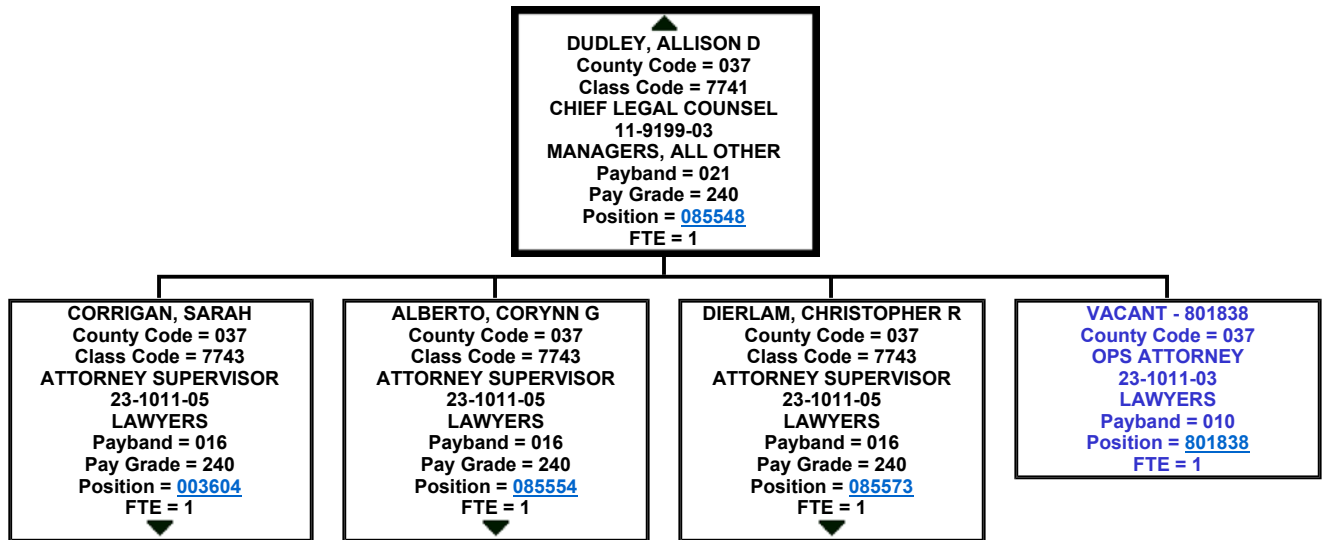 DUDLEY, ALLISON D
County Code = 037
Class Code = 7741
CHIEF LEGAL COUNSEL
11-9199-03
MANAGERS, ALL OTHER
Payband = 021
Pay Grade = 240
Position = 085548
FTE = 1
CORRIGAN, SARAH
County Code = 037
Class Code = 7743
ATTORNEY SUPERVISOR
23-1011-05
LAWYERS
Payband = 016
Pay Grade = 240
Position = 003604
FTE = 1
ALBERTO, CORYNN G
County Code = 037
Class Code = 7743
ATTORNEY SUPERVISOR
23-1011-05
LAWYERS
Payband = 016
Pay Grade = 240
Position = 085554
FTE = 1
DIERLAM, CHRISTOPHER R
County Code = 037
Class Code = 7743
ATTORNEY SUPERVISOR
23-1011-05
LAWYERS
Payband = 016
Pay Grade = 240
Position = 085573
FTE = 1
VACANT - 801838
County Code = 037
OPS ATTORNEY
23-1011-03
LAWYERS
Payband = 010
Position = 801838
FTE = 1